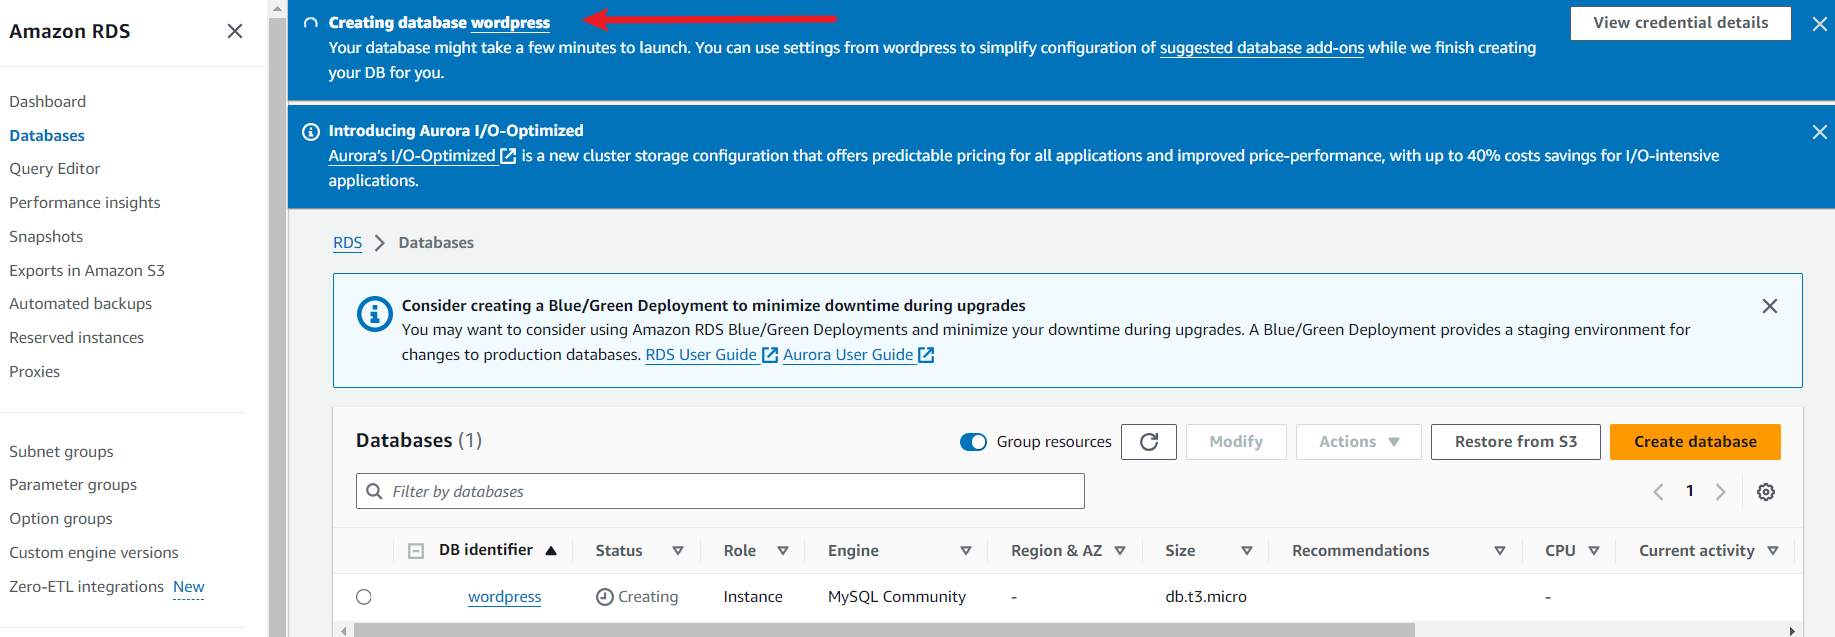 Amazon RDS
Dashboard
Databases
Query Editor
Performance insights
Snapshots
Exports in Amazon S3
Automated backups
Reserved instances
Proxies
Subnet groups
Parameter groups
Option groups
Custom engine versions
Zero-ETL integrations New
Creating database wordpress
Your database might take a few minutes to launch. You can use settings from wordpress to simplify configuration of suggested database add-ons while we finish creating
your DB for you.
View credential details
Introducing Aurora I/O-Optimized
Aurora's I/O-Optimized is a new cluster storage configuration that offers predictable pricing for all applications and improved price-performance, with up to 40% costs savings for I/O-intensive
applications.
RDS > Databases
Consider creating a Blue/Green Deployment to minimize downtime during upgrades
You may want to consider using Amazon RDS Blue/Green Deployments and minimize your downtime during upgrades. A Blue/Green Deployment provides a staging environment for
changes to production databases. RDS User Guide Aurora User Guide
Databases (1)
Group resources
Modify
Actions
Restore from S3
Create database
Filter by databases
1
DB identifier Status Role Engine Region & AZ Size Recommendations CPU Current activity
wordpress Creating Instance MySQL Community - db.t3.micro -